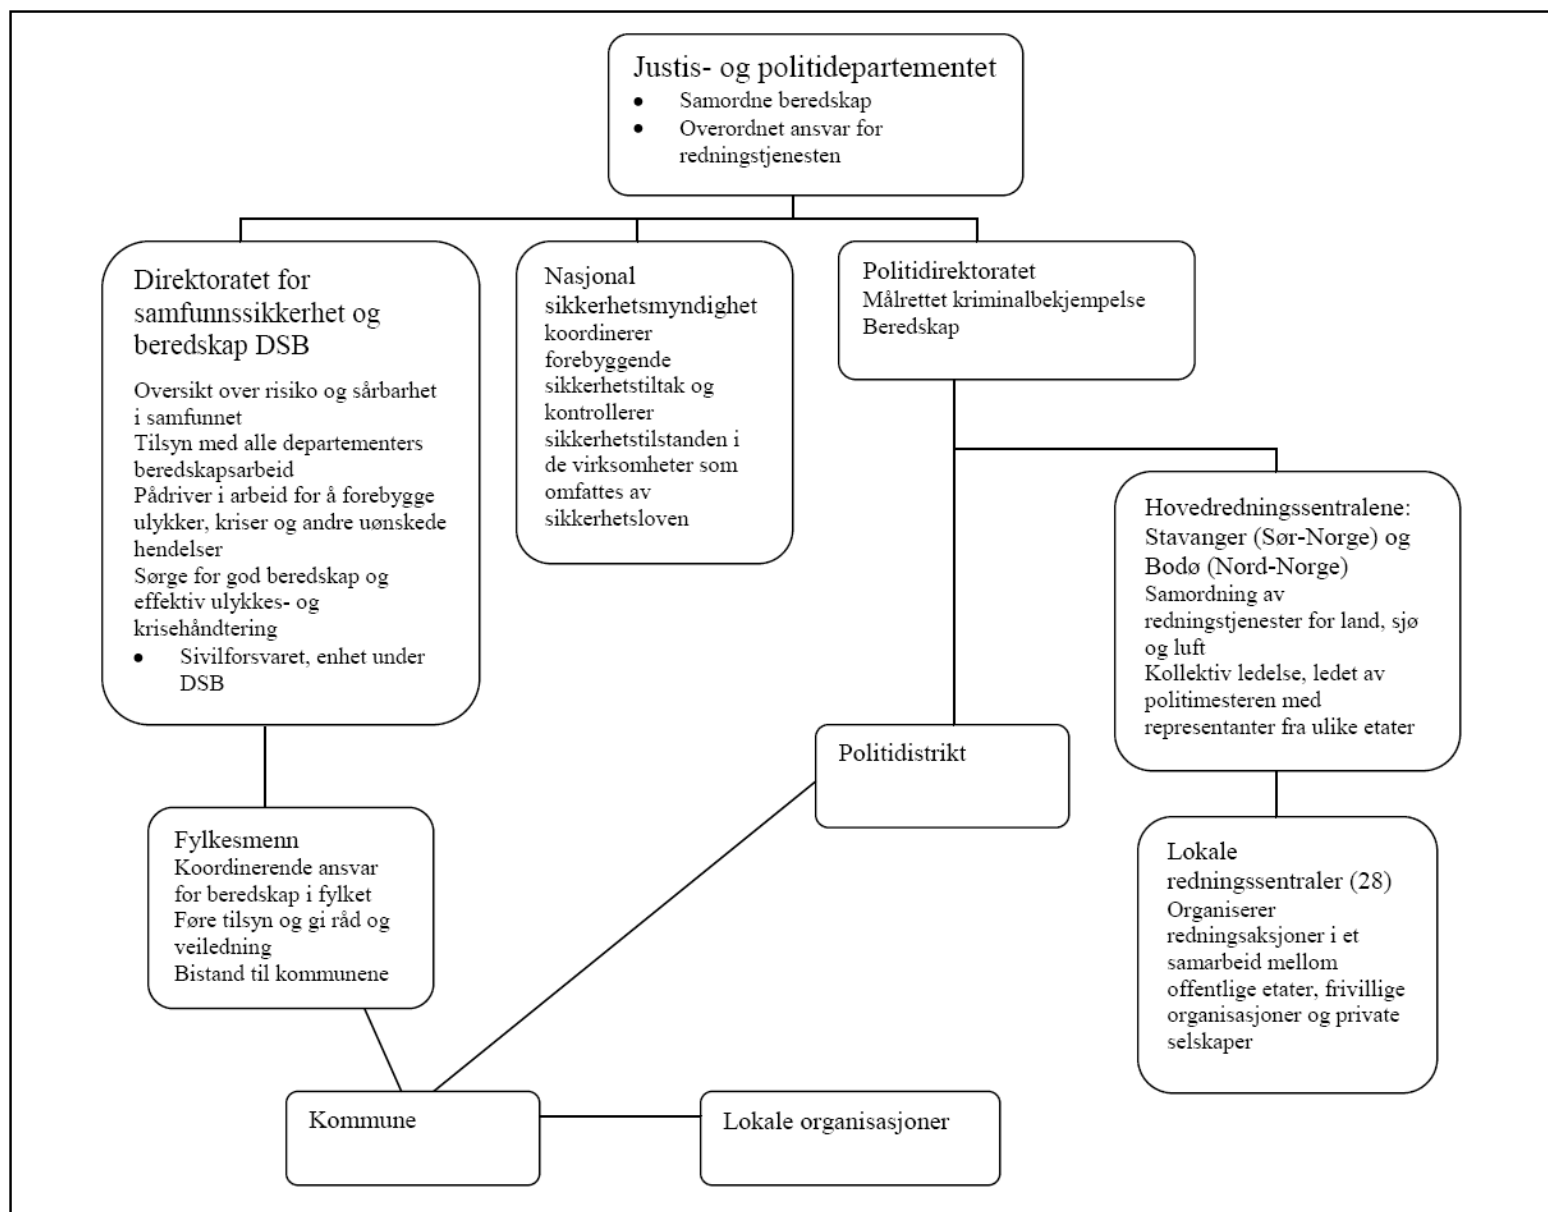 Justis- og politidepartementet
• Samordne beredskap
• Overordnet ansvar for
redningstjenesten
Direktoratet for
samfunnssikkerhet og
beredskap DSB
Oversikt over risiko og sårbarhet
i samfunnet
Tilsyn med alle departementers
beredskapsarbeid
Pådriver i arbeid for å forebygge
ulykker, kriser og andre uønskede
hendelser
Sørge for god beredskap og
effektiv ulykkes- og
krisehåndtering
• Sivilforsvaret, enhet under
DSB
Nasjonal
sikkerhetsmyndighet
koordinerer
forebyggende
sikkerhetstiltak og
kontrollerer
sikkerhetstilstanden i
de virksomheter som
omfattes av
sikkerhetsloven
Politidirektoratet
Målrettet kriminalbekjempelse
Beredskap
Hovedredningssentralene:
Stavanger (Sør-Norge) og
Bodø (Nord-Norge)
Samordning av
redningstjenester for land, sjø
og luft
Kollektiv ledelse, ledet av
politimesteren med
representanter fra ulike etater
Politidistrikt
Fylkesmenn
Koordinerende ansvar
for beredskap i fylket
Føre tilsyn og gi råd og
veiledning
Bistand til kommunene
Lokale
redningssentraler (28)
Organiserer
redningsaksjoner i et
samarbeid mellom
offentlige etater, frivillige
organisasjoner og private
selskaper
Kommune
Lokale organisasjoner